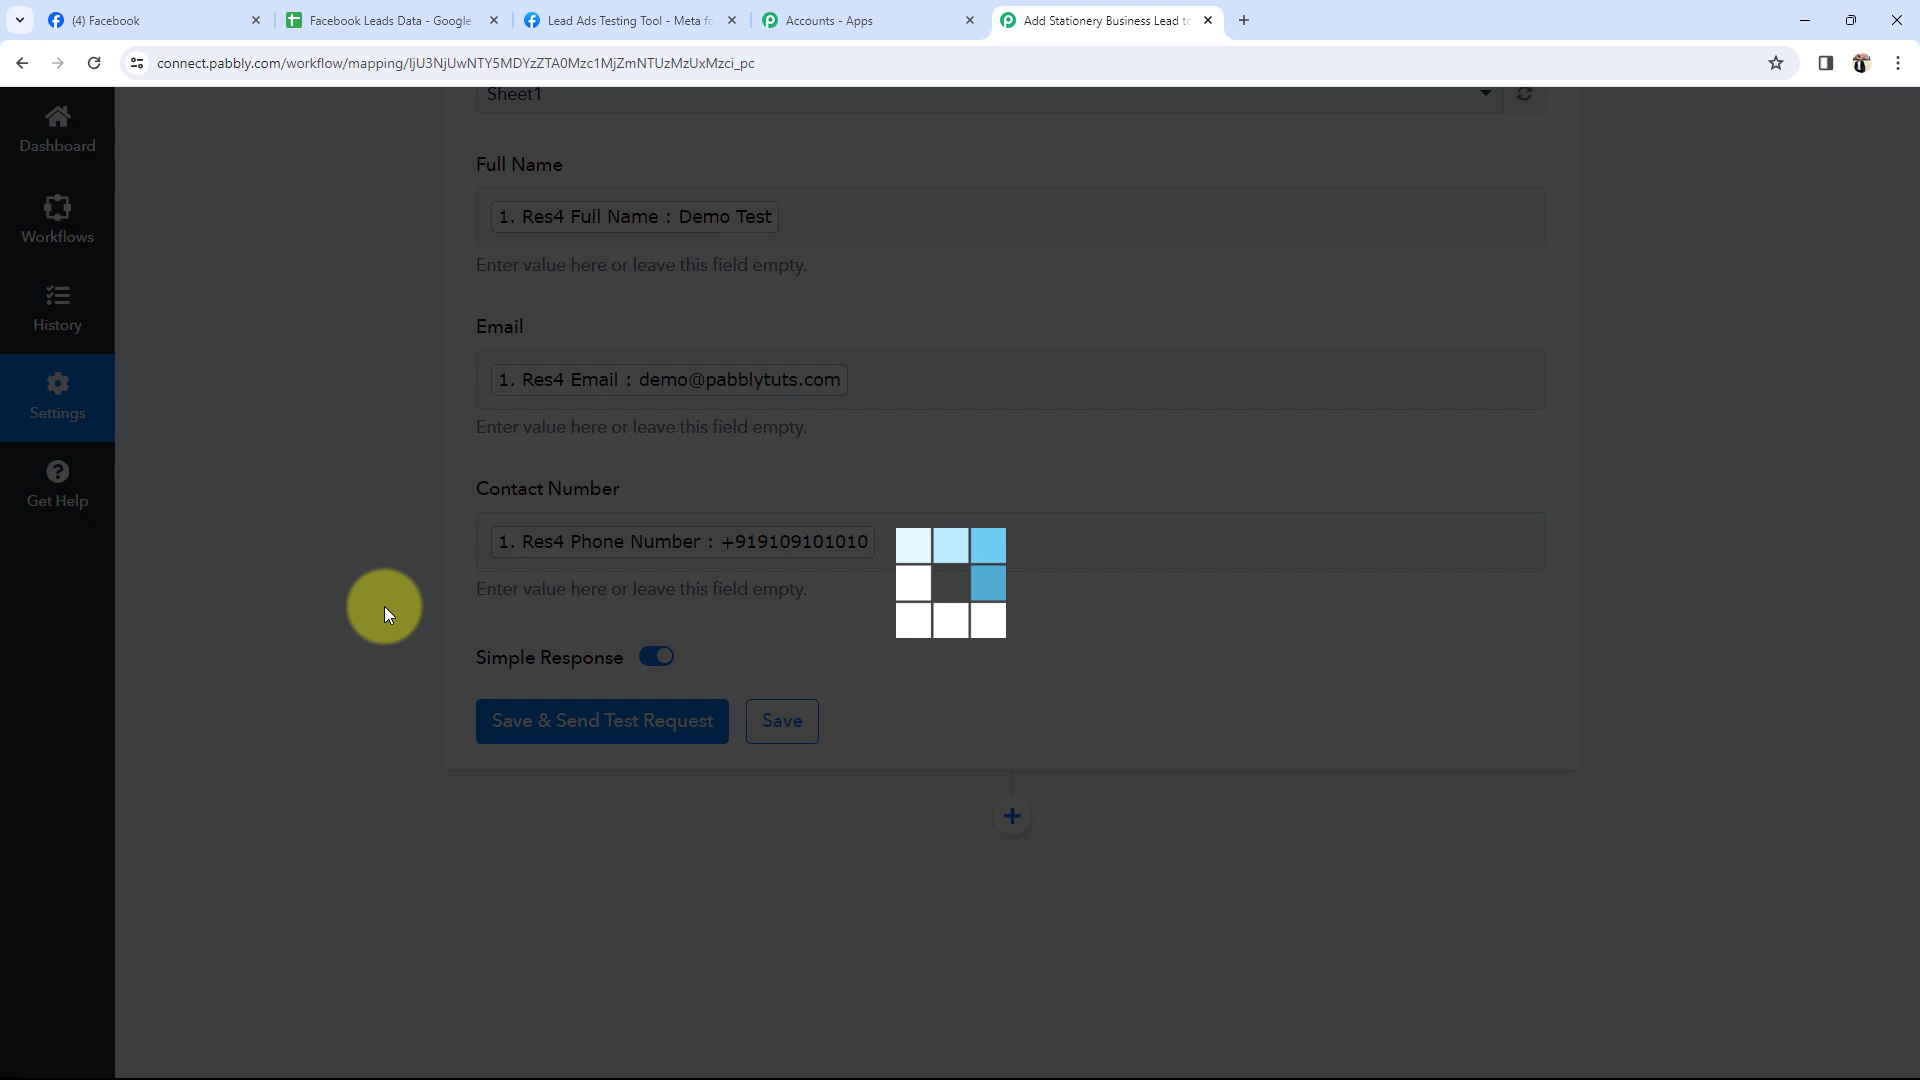 (4) Facebook
Facebook Leads Data - Google
Lead Ads Testing Tool - Meta fo
Accounts - Apps
Add Stationery Business Lead to
connect.pabbly.com/workflow/mapping/IjU3NjUwNTY5MDYzZTA0Mzc1MjZmNTUzMzUxMzci_pc
Sheet1
Dashboard
Full Name
1. Res4 Full Name : Demo Test
Workflows
Enter value here or leave this field empty.
History
Email
1. Res4 Email : demo@pabblytuts.com
Settings
Enter value here or leave this field empty.
Get Help
Contact Number
1. Res4 Phone Number : +919109101010
Enter value here or leave this field empty.
Simple Response
Save & Send Test Request
Save